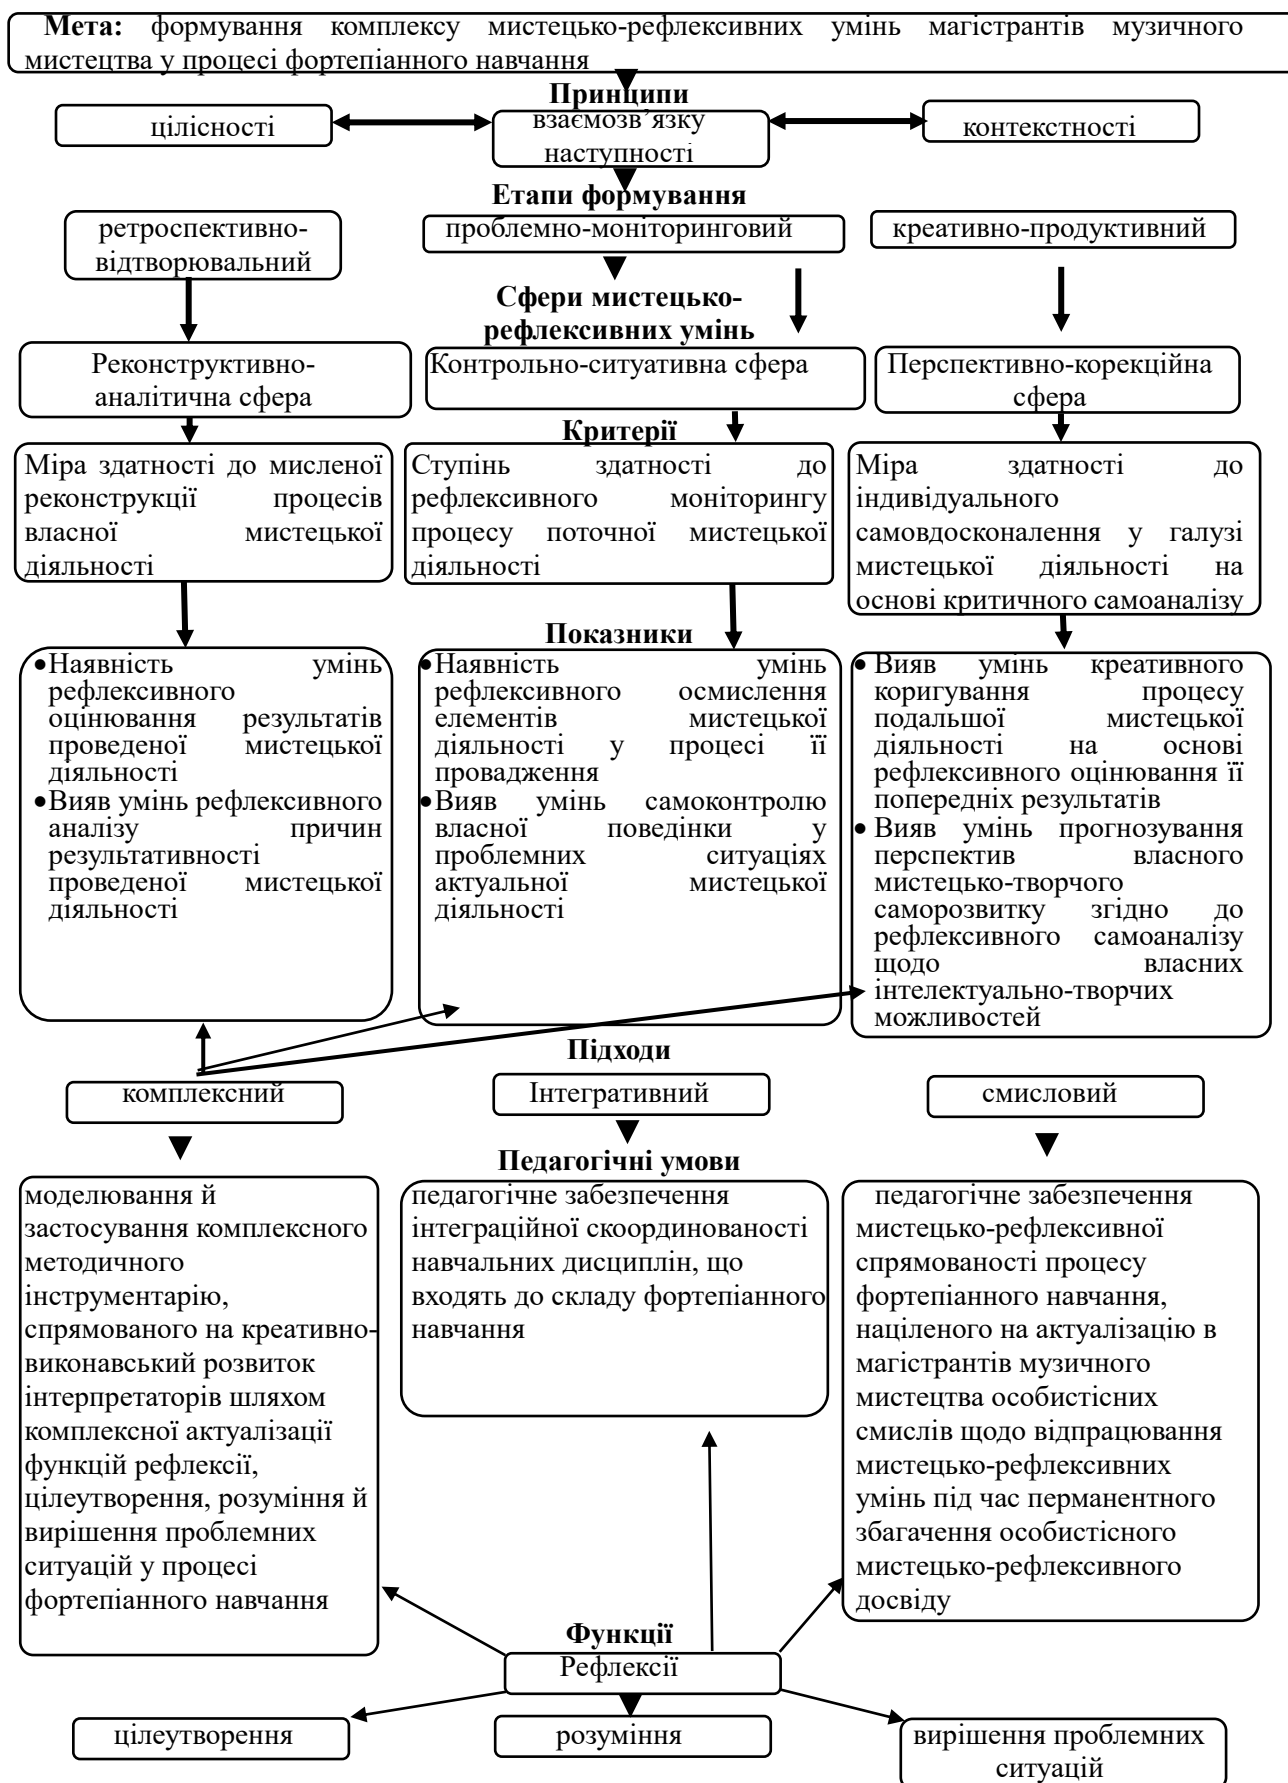 Мета: формування комплексу мистецько-рефлексивних умінь магістрантів музичного
мистецтва у процесі фортепіанного навчання
Принципи
цілісності
взаємозв’язку
наступності
контекстності
Етапи формування
ретроспективно-
відтворювальний
проблемно-моніторинговий
креативно-продуктивний
Сфери мистецько-
рефлексивних умінь
Реконструктивно-
аналітична сфера
Контрольно-ситуативна сфера
Перспективно-корекційна
сфера
Критерії
Міра здатності до мисленої
реконструкції процесів
власної мистецької
діяльності
Ступінь здатності до
рефлексивного моніторингу
процесу поточної мистецької
діяльності
Міра здатності до
індивідуального
самовдосконалення у галузі
мистецької діяльності на
основі критичного самоаналізу
Показники
•Наявність умінь
рефлексивного
оцінювання результатів
проведеної мистецької
діяльності
•Вияв умінь рефлексивного
аналізу причин
результативності
проведеної мистецької
діяльності
•Наявність умінь
рефлексивного осмислення
елементів мистецької
діяльності у процесі її
провадження
•Вияв умінь самоконтролю
власної поведінки у
проблемних ситуаціях
актуальної мистецької
діяльності
• Вияв умінь креативного
коригування процесу
подальшої мистецької
діяльності на основі
рефлексивного оцінювання її
попередніх результатів
• Вияв умінь прогнозування
перспектив власного
мистецько-творчого
саморозвитку згідно до
рефлексивного самоаналізу
щодо власних
інтелектуально-творчих
можливостей
Підходи
комплексний
Інтегративний
смисловий
Педагогічні умови
моделювання й
застосування комплексного
методичного
інструментарію,
спрямованого на креативно-
виконавський розвиток
інтерпретаторів шляхом
комплексної актуалізації
функцій рефлексії,
цілеутворення, розуміння й
вирішення проблемних
ситуацій у процесі
фортепіанного навчання
педагогічне забезпечення
інтеграційної скоординованості
навчальних дисциплін, що
входять до складу фортепіанного
навчання
педагогічне забезпечення
мистецько-рефлексивної
спрямованості процесу
фортепіанного навчання,
націленого на актуалізацію в
магістрантів музичного
мистецтва особистісних
смислів щодо відпрацювання
мистецько-рефлексивних
умінь під час перманентного
збагачення особистісного
мистецько-рефлексивного
досвіду
Функції
Рефлексії
цілеутворення
розуміння
вирішення проблемних
ситуацій